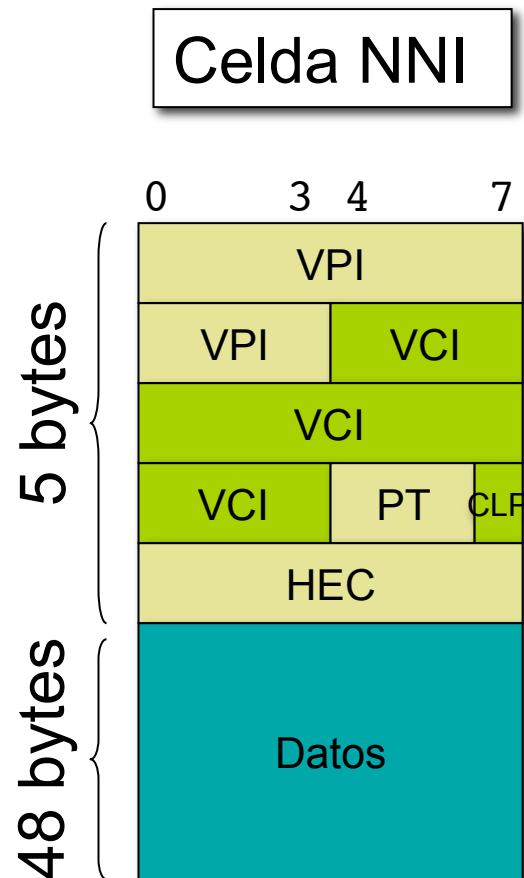 Celda NNI
0 3 4 7
VPI
VPI VCI
VCI
VCI PT CLP
HEC
5 bytes
Datos
48 bytes